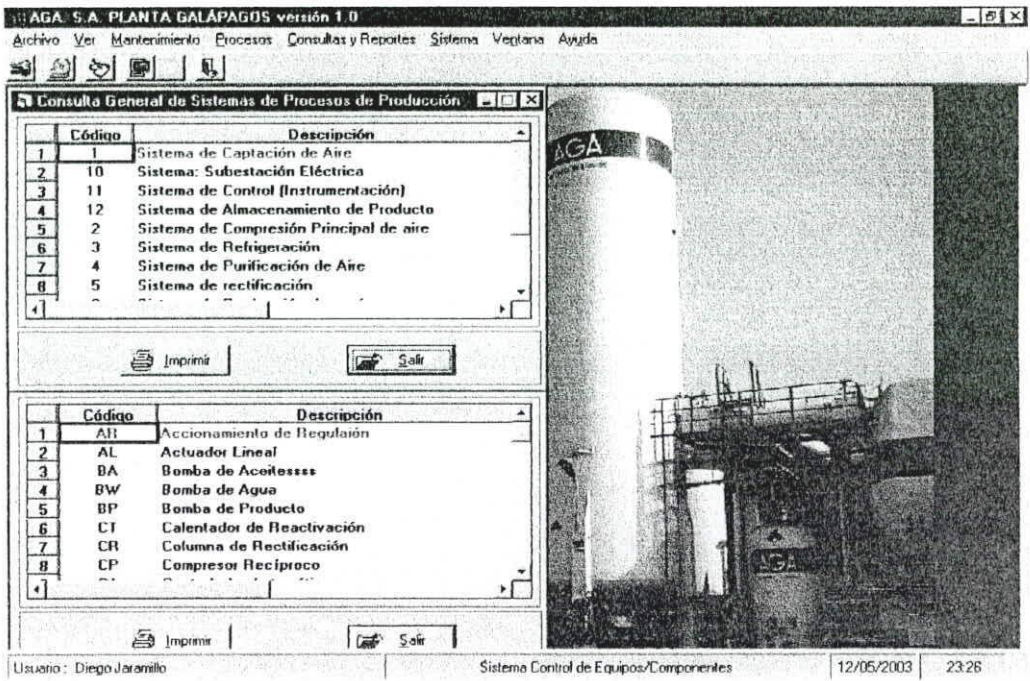 AGA. S.A. PLANTA GALÁPAGOS versión 1.0
Archivo Ver Mantenimiento Procesos Consultas y Reportes Sistema Ventana Ayuda
Consulta General de Sistemas de Procesos de Producción
Código Descripción
1 1 Sistema de Captación de Aire
2 10 Sistema: Subestación Eléctrica
3 11 Sistema de Control (Instrumentación)
4 12 Sistema de Almacenamiento de Producto
5 2 Sistema de Compresión Principal de aire
6 3 Sistema de Refrigeración
7 4 Sistema de Purificación de Aire
8 5 Sistema de rectificación
Imprimir Salir
Código Descripción
1 AR Accionamiento de Regulaión
2 AL Actuador Lineal
3 BA Bomba de Aceitessss
4 BW Bomba de Agua
5 BP Bomba de Producto
6 CT Calentador de Reactivación
7 CR Columna de Rectificación
8 CP Compresor Recíproco
Imprimir Salir
AGA
AGA
Usuario : Diego Jaramillo Sistema Control de Equipos/Componentes 12/05/2003 23:26